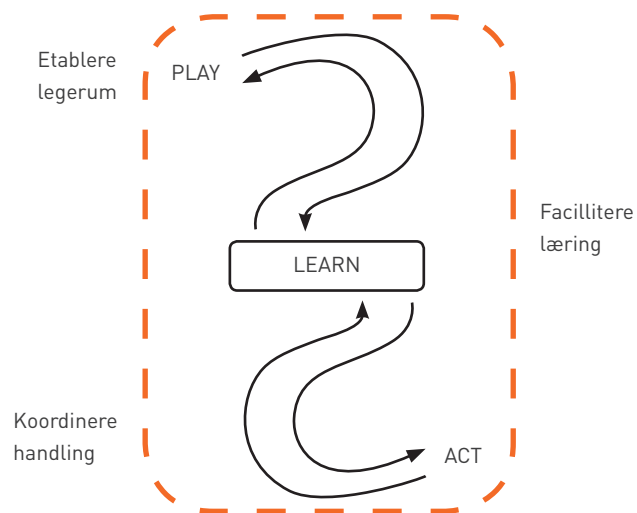 Etablere
legerum
PLAY
Facillitere
læring
LEARN
Koordinere
handling
ACT